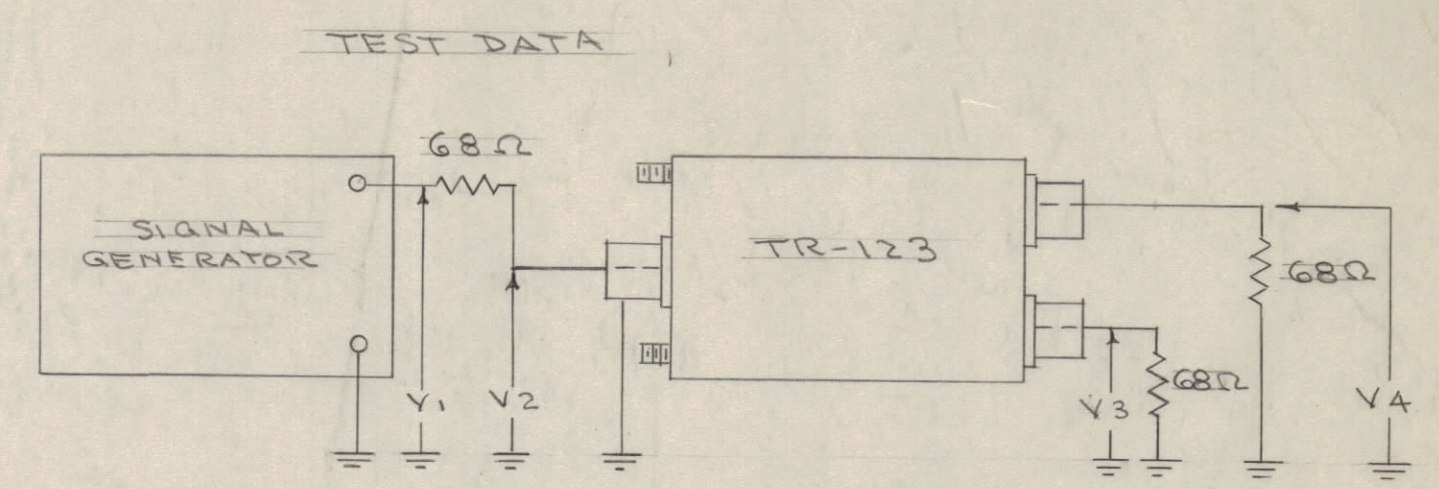 TEST DATA
68Ω
SIGNAL
GENERATOR
TR-123
68Ω
68Ω
V1
V2
V3
V4